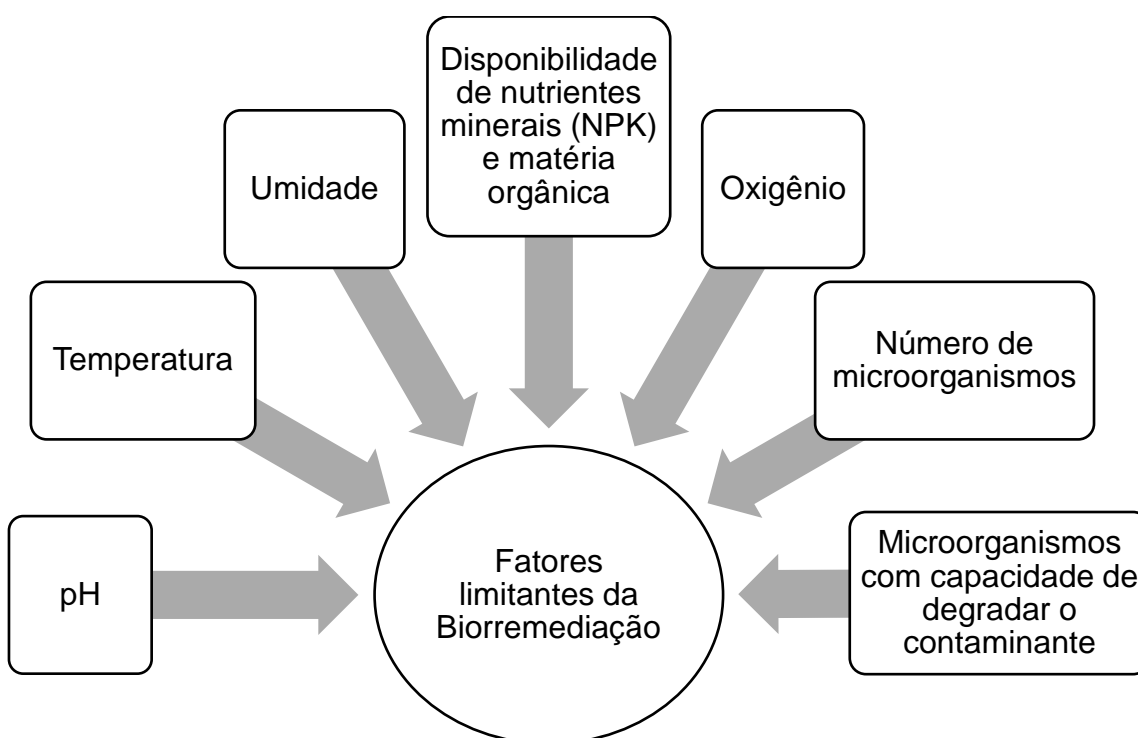 Disponibilidade
de nutrientes
minerais (NPK)
e matéria
orgânica
Umidade
Oxigênio
Temperatura
Número de
microorganismos
pH
Fatores
limitantes da
Biorremediação
Microorganismos
com capacidade de
degradar o
contaminante